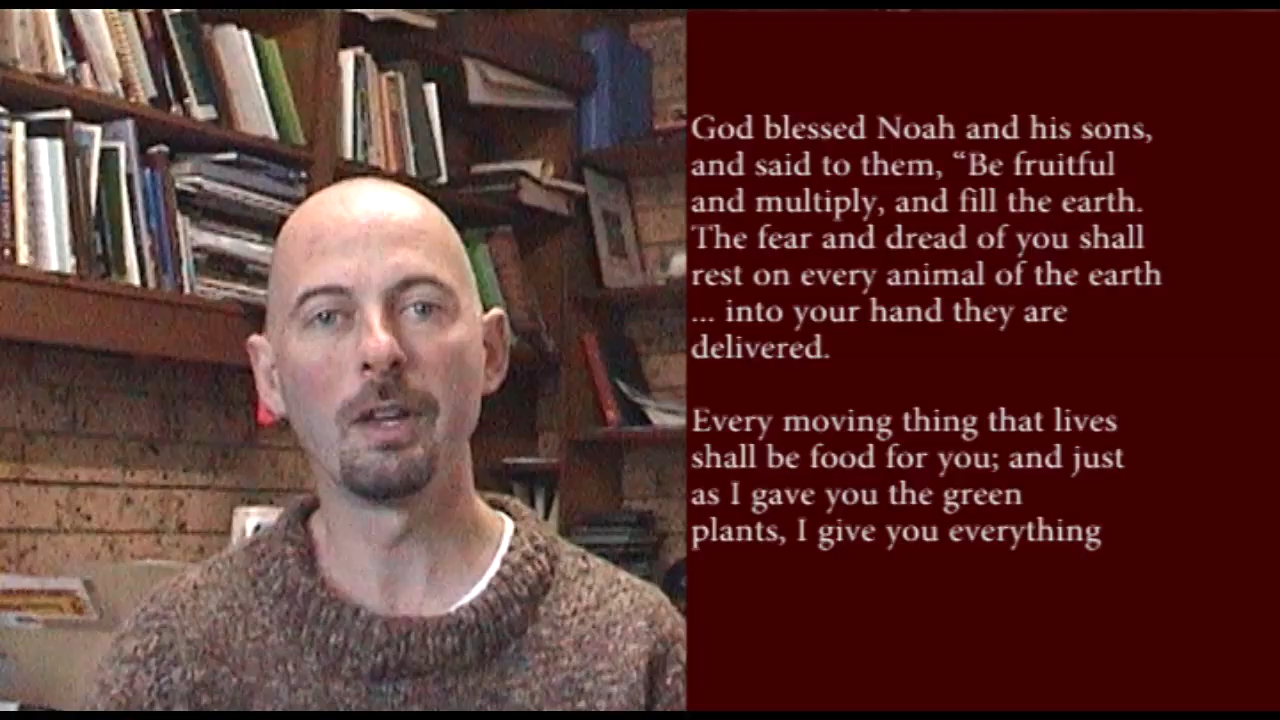 God blessed Noah and his sons,
and said to them, “Be fruitful
and multiply, and fill the earth.
The fear and dread of you shall
rest on every animal of the earth
... into your hand they are
delivered.
Every moving thing that lives
shall be food for you; and just
as I gave you the green
plants, I give you everything